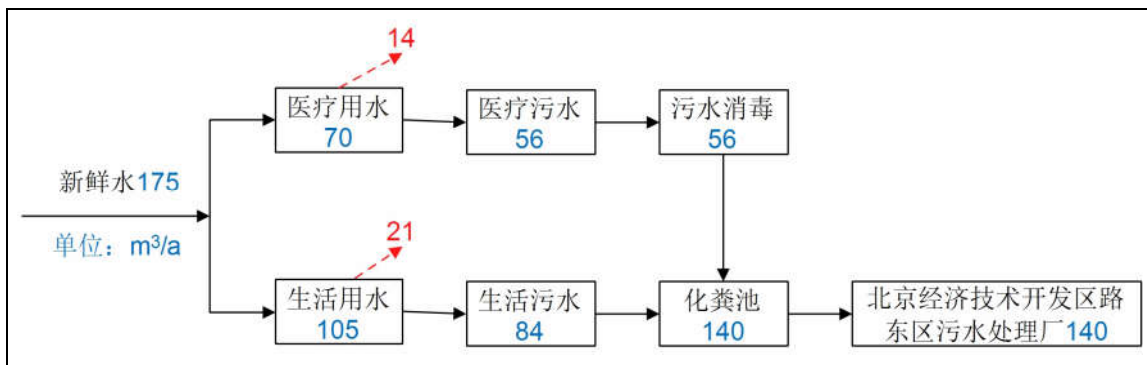 14
医疗用水
70
医疗污水
56
污水消毒
56
新鲜水175
单位：m³/a
21
生活用水
105
生活污水
84
化粪池
140
北京经济技术开发区路
东区污水处理厂140